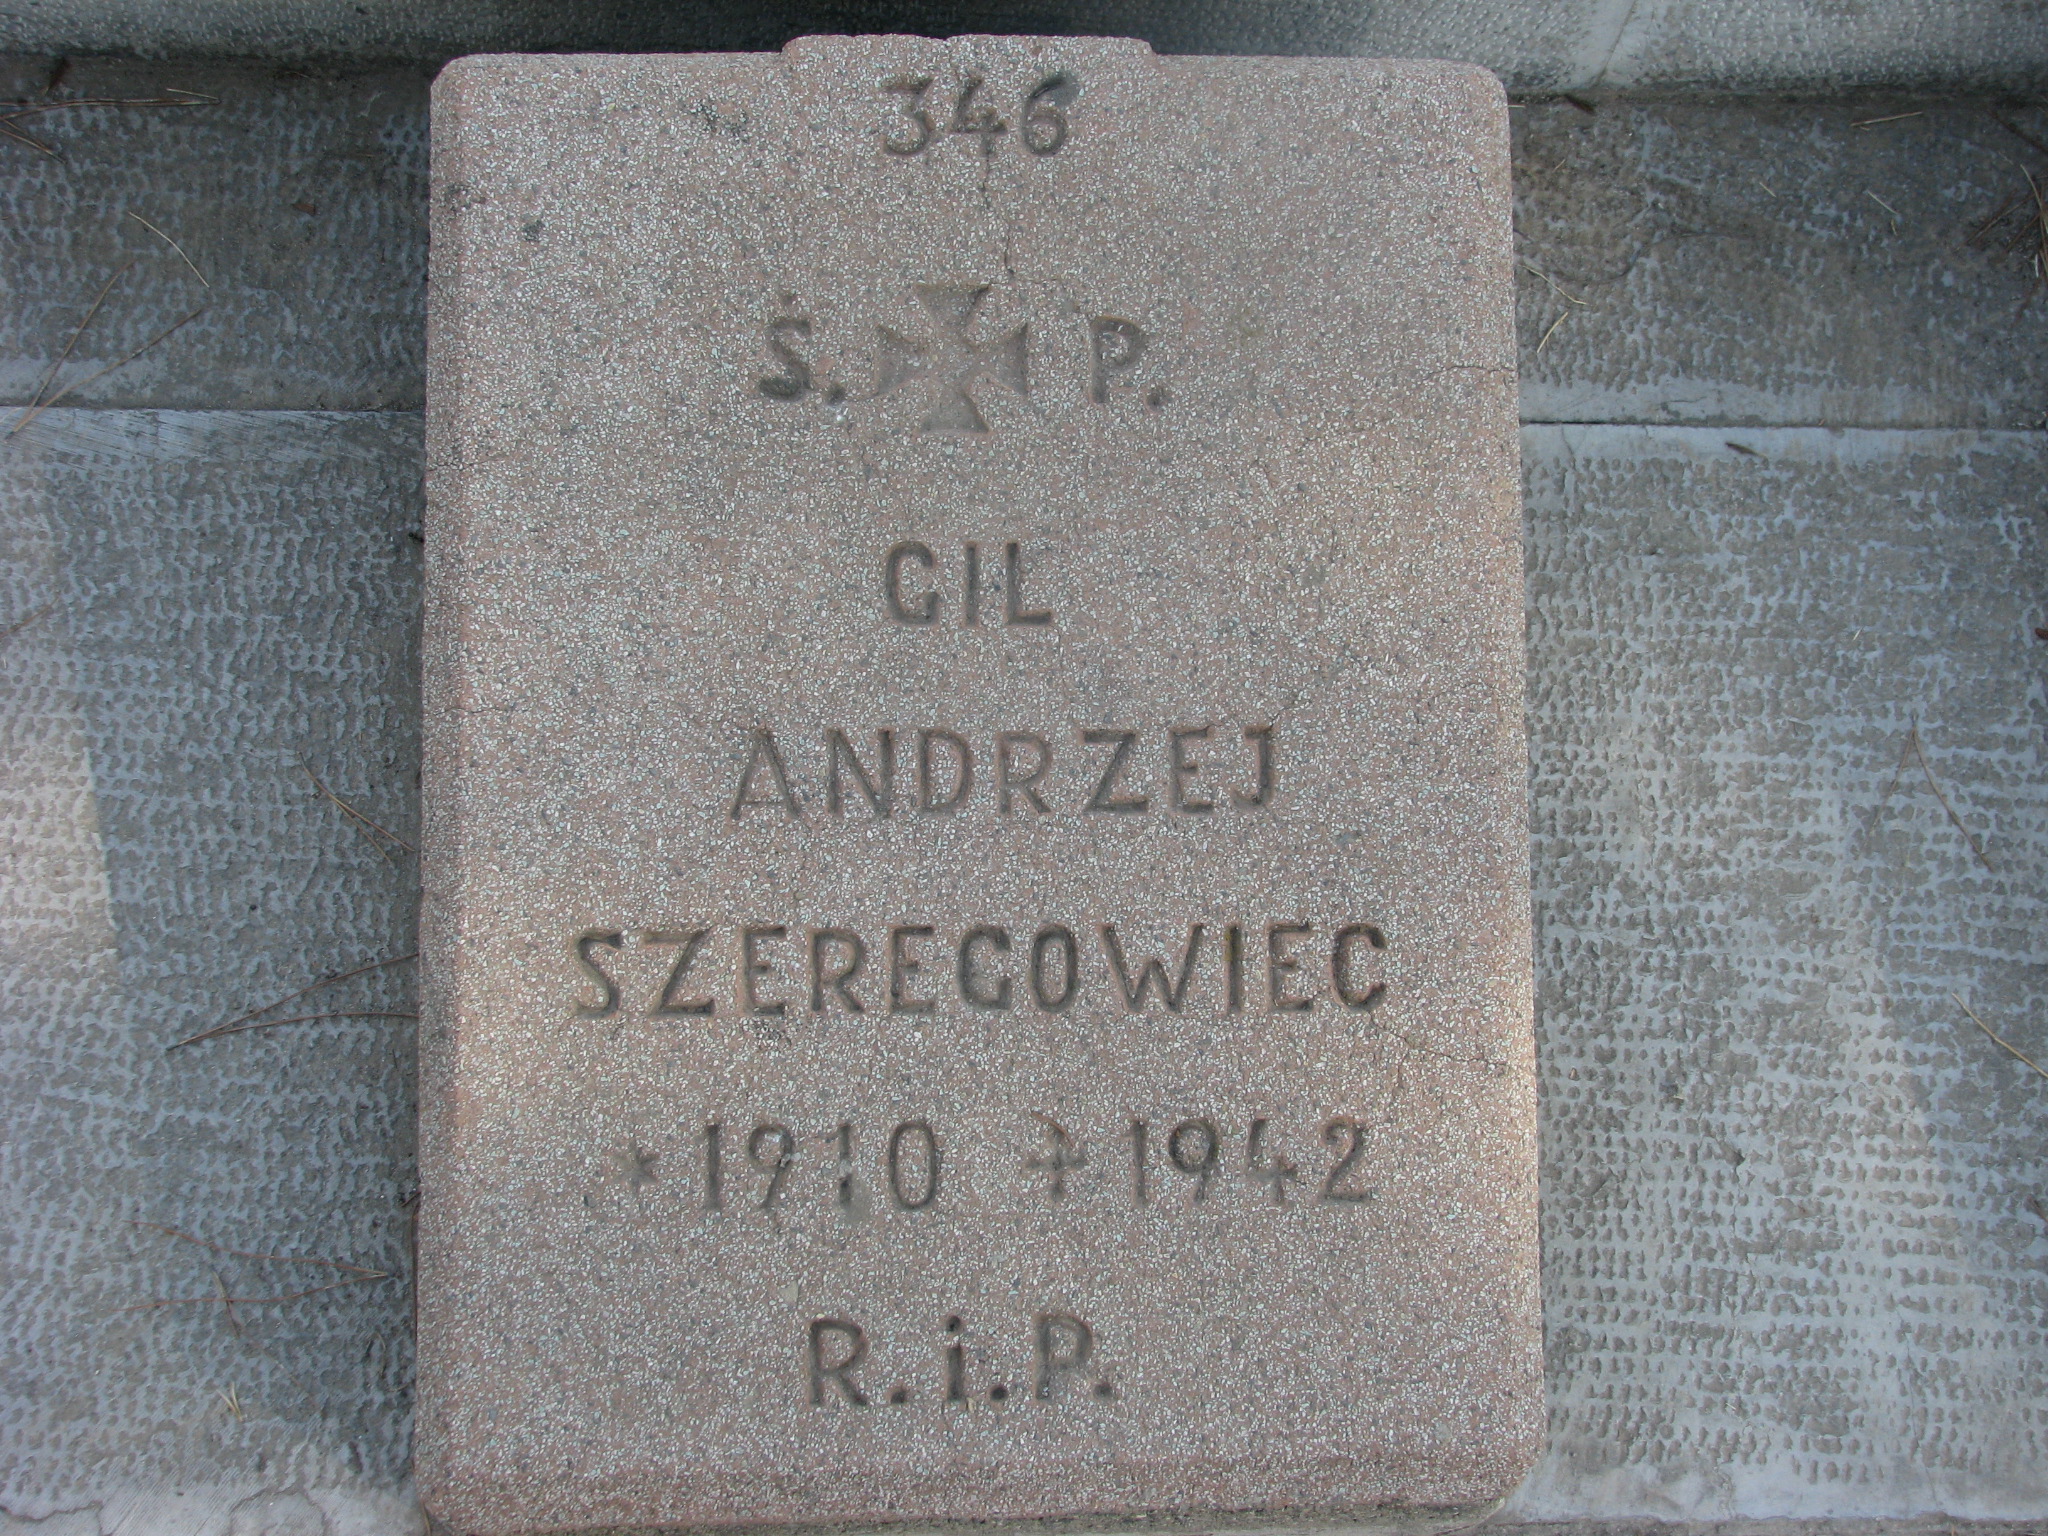 346
Ś. P.
GIL
ANDRZEJ
SZEREGOWIEC
* 1910 † 1942
R.i.P.